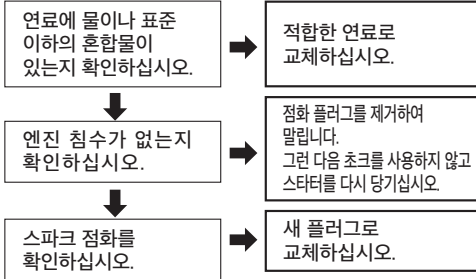 연료에 물이나 표준
이하의 혼합물이
있는지 확인하십시오.
적합한 연료로
교체하십시오.
엔진 침수가 없는지
확인하십시오.
점화 플러그를 제거하여
말립니다.
그런 다음 초크를 사용하지 않고
스타터를 다시 당기십시오.
스파크 점화를
확인하십시오.
새 플러그로
교체하십시오.